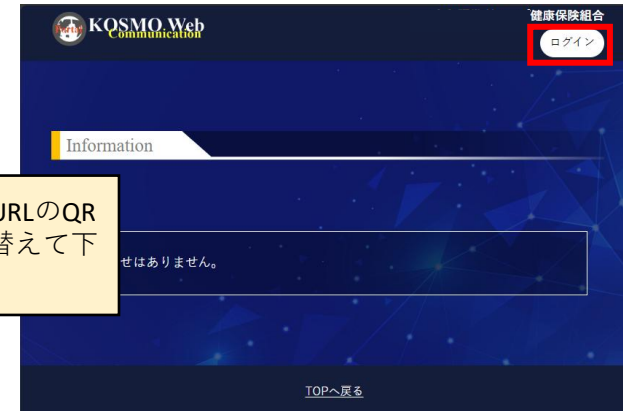 健康保険組合
Portal KOSMO Web
Communication
ログイン
Information
URLのQR
替えて下
せはありません。
TOPへ戻る